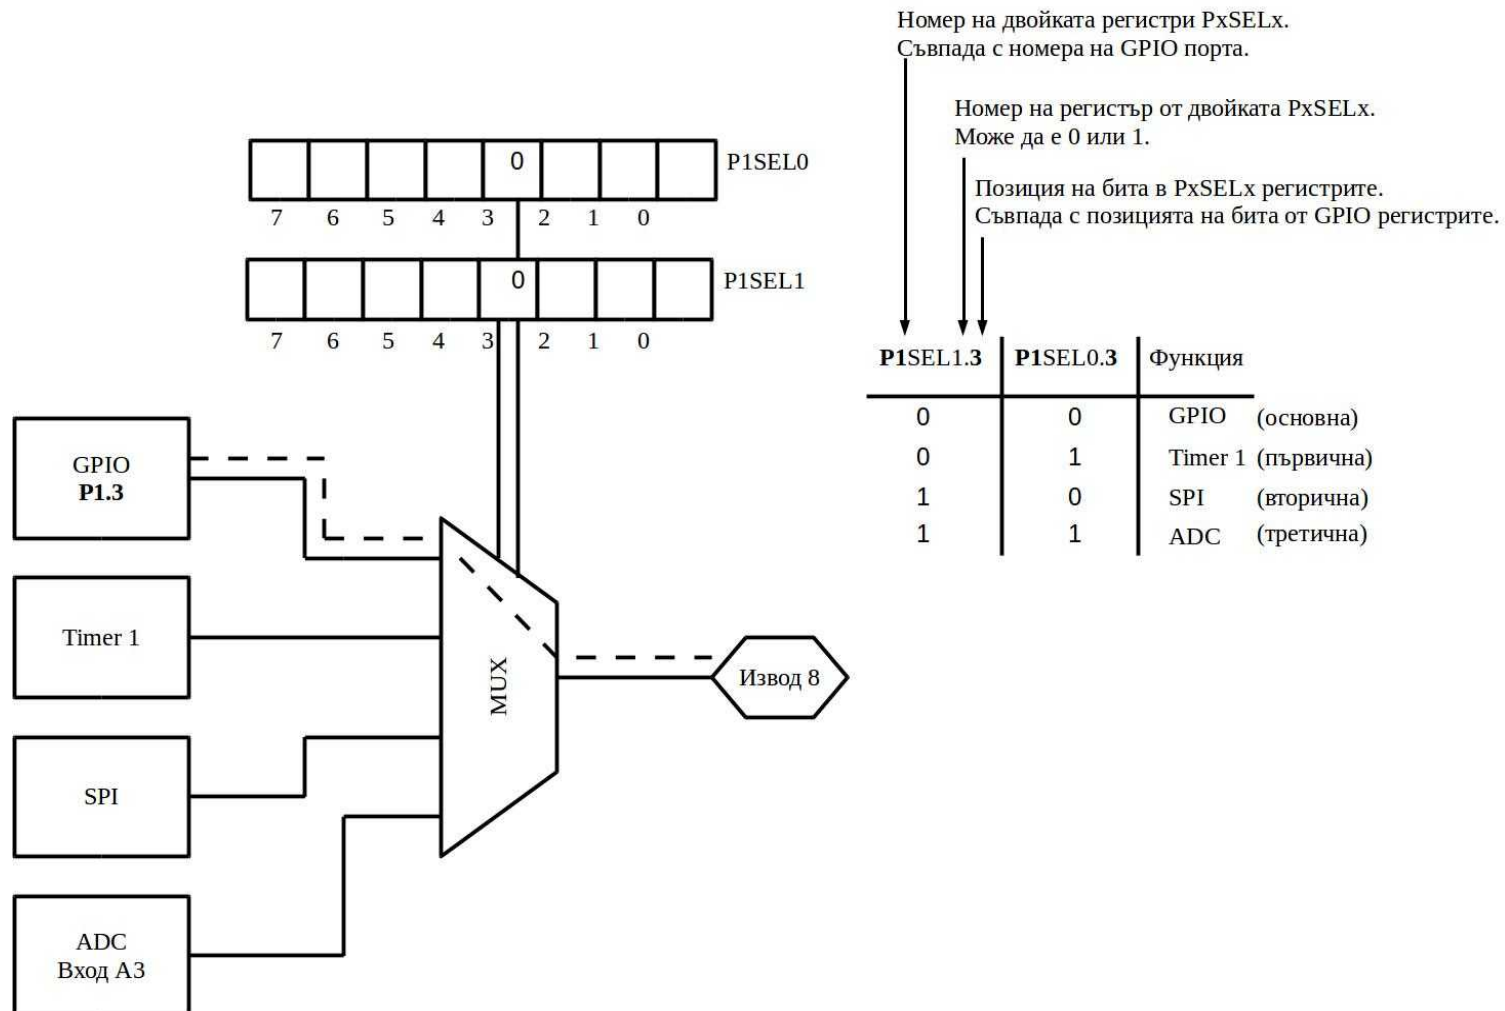 Номер на двойката регистри PxSELx.
Съвпада с номера на GPIO порта.
Номер на регистър от двойката PxSELx.
Може да е 0 или 1.
Позиция на бита в PxSELx регистрите.
Съвпада с позицията на бита от GPIO регистрите.
0 P1SEL0
7 6 5 4 3 2 1 0
0 P1SEL1
7 6 5 4 3 2 1 0
P1SEL1.3 P1SEL0.3 Функция
0 0 GPIO (основна)
0 1 Timer 1 (първична)
1 0 SPI (вторична)
1 1 ADC (третична)
GPIO
P1.3
Timer 1
MUX
Извод 8
SPI
ADC
Вход A3